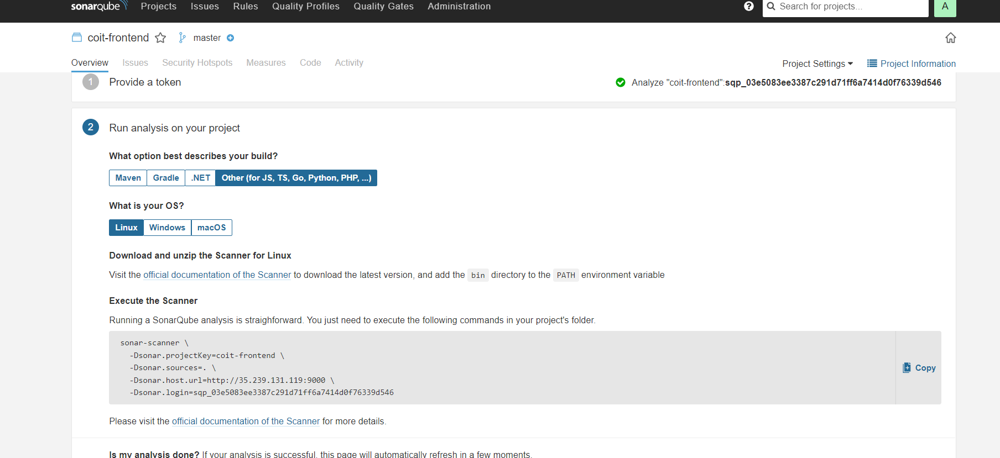 sonarqube Projects Issues Rules Quality Profiles Quality Gates Administration ? Search for projects... A
coit-frontend master
Overview Issues Security Hotspots Measures Code Activity Project Settings Project Information
1 Provide a token Analyze "coit-frontend":sqp_03e5083ee3387c291d71ff6a7414d0f76339d546
2 Run analysis on your project
What option best describes your build?
Maven Gradle .NET Other (for JS, TS, Go, Python, PHP, ...)
What is your OS?
Linux Windows macOS
Download and unzip the Scanner for Linux
Visit the official documentation of the Scanner to download the latest version, and add the bin directory to the PATH environment variable
Execute the Scanner
Running a SonarQube analysis is straighforward. You just need to execute the following commands in your project's folder.
sonar-scanner \
-Dsonar.projectKey=coit-frontend \
-Dsonar.sources=. \
-Dsonar.host.url=http://35.239.131.119:9000 \
-Dsonar.login=sqp_03e5083ee3387c291d71ff6a7414d0f76339d546
Copy
Please visit the official documentation of the Scanner for more details.
Is my analysis done? If your analysis is successful, this page will automatically refresh in a few moments.